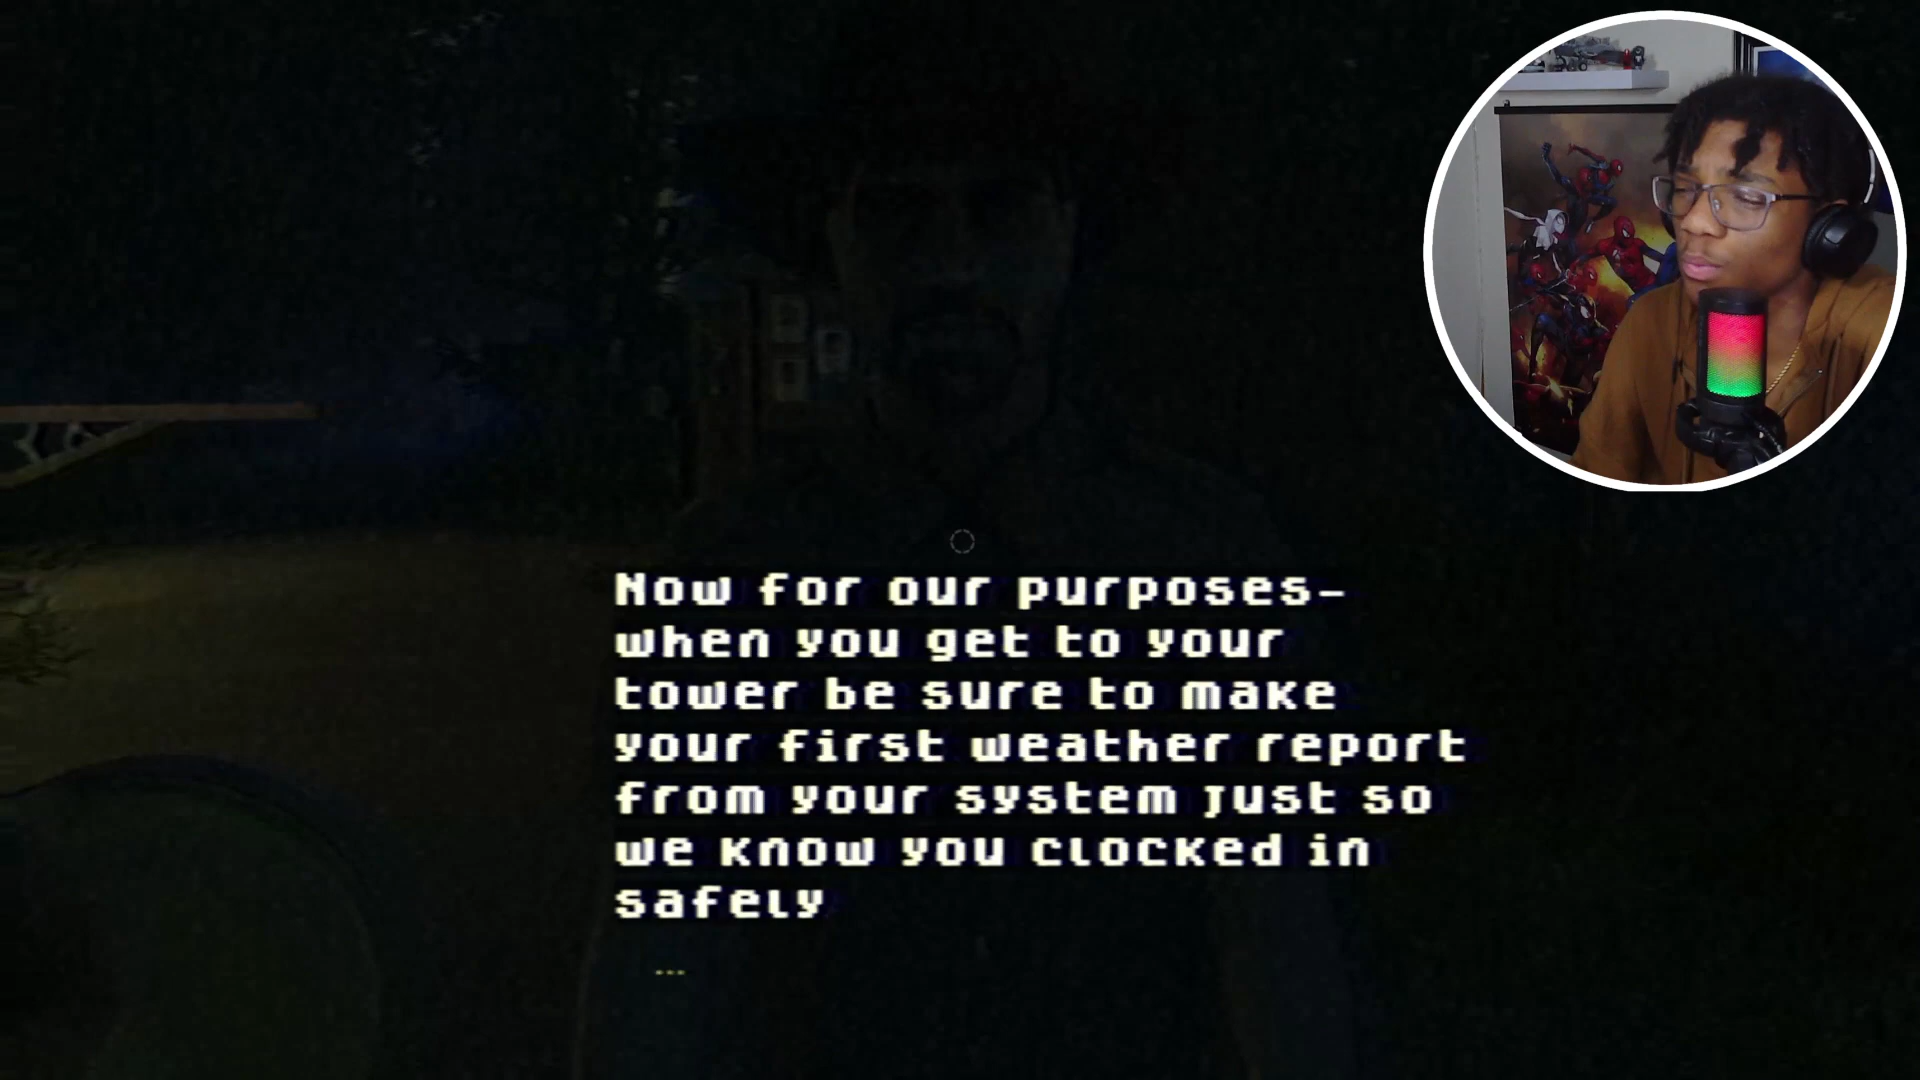 Now for our purposes-
when you get to your
tower be sure to make
your first weather report
from your system just so
we know you clocked in
safely
...